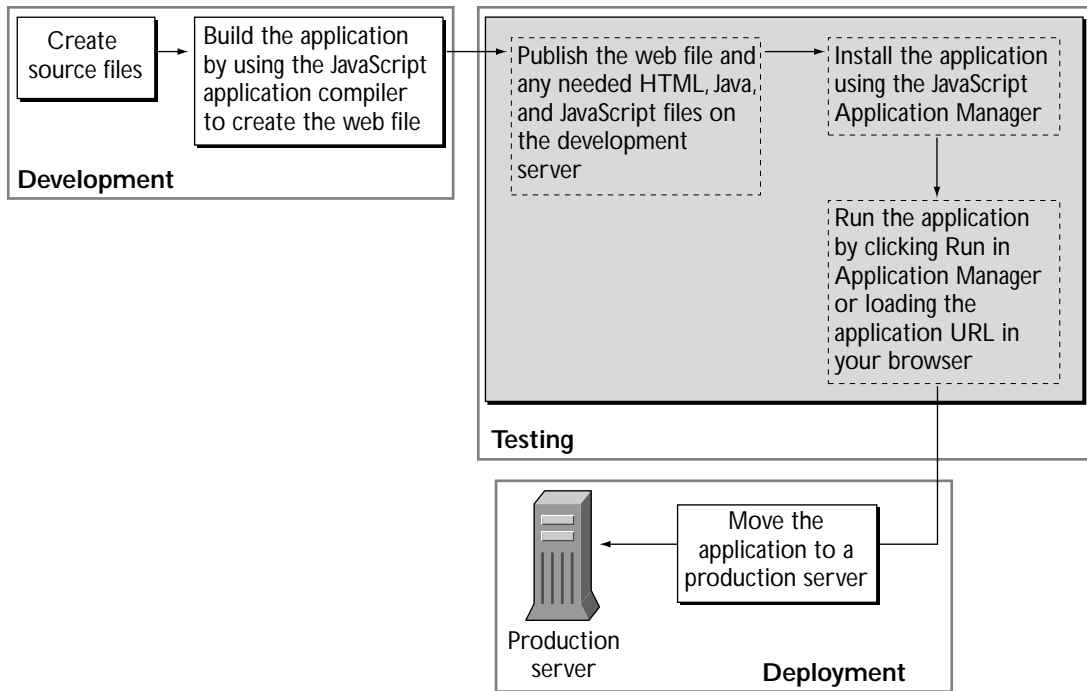 Create
source files
Build the application
by using the JavaScript
application compiler
to create the web file
Development
Publish the web file and
any needed HTML, Java,
and JavaScript files on
the development
server
Install the application
using the JavaScript
Application Manager
Run the application
by clicking Run in
Application Manager
or loading the
application URL in
your browser
Testing
Move the
application to a
production server
Production
server
Deployment